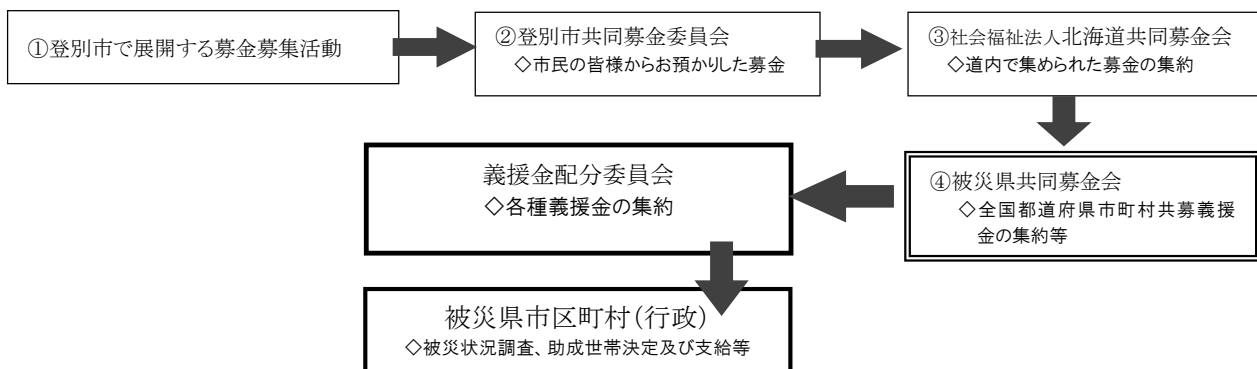 ①登別市で展開する募金募集活動
②登別市共同募金委員会
◇市民の皆様からお預かりした募金
③社会福祉法人北海道共同募金会
◇道内で集められた募金の集約
④被災県共同募金会
◇全国都道府県市町村共募義援
金の集約等
義援金配分委員会
◇各種義援金の集約
被災県市区町村(行政)
◇被災状況調査、助成世帯決定及び支給等